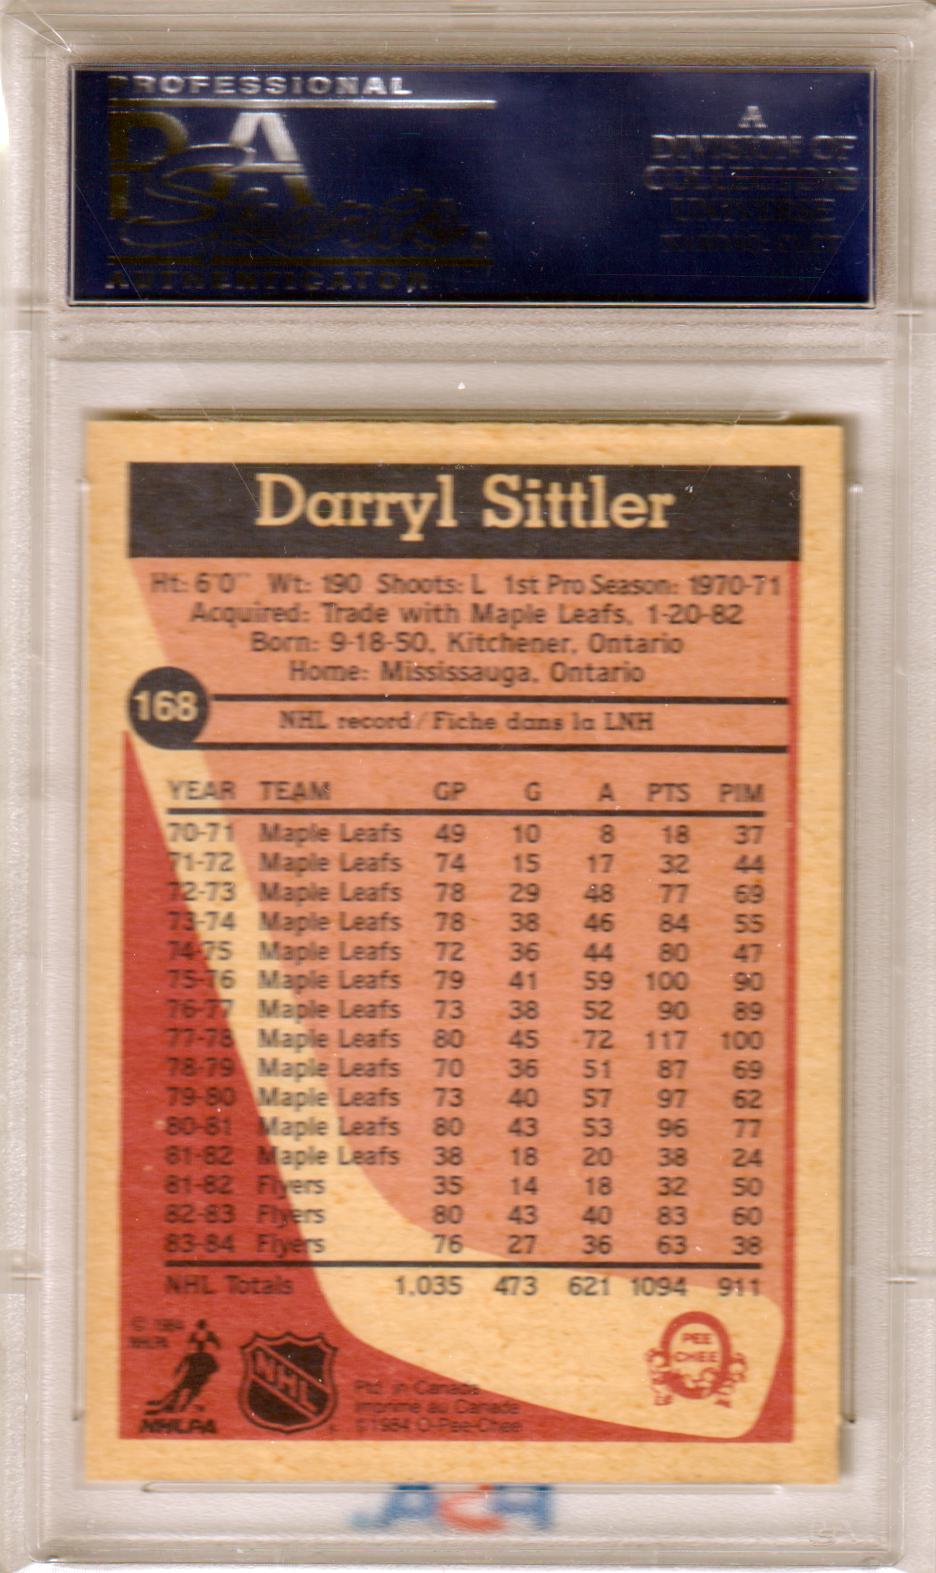 PROFESSIONAL
PSA
Sports
AUTHENTICATOR
A
DIVISION OF
COLLECTORS
UNIVERSE
NASDAQ: CLCT
Darryl Sittler
Ht: 6'0" Wt: 190 Shoots: L 1st Pro Season: 1970-71
Acquired: Trade with Maple Leafs, 1-20-82
Born: 9-18-50, Kitchener, Ontario
Home: Mississauga, Ontario
168
NHL record/Fiche dans la LNH
YEAR TEAM GP G A PTS PIM
70-71 Maple Leafs 49 10 8 18 37
71-72 Maple Leafs 74 15 17 32 44
72-73 Maple Leafs 78 29 48 77 69
73-74 Maple Leafs 78 38 46 84 55
74-75 Maple Leafs 72 36 44 80 47
75-76 Maple Leafs 79 41 59 100 90
76-77 Maple Leafs 73 38 52 90 89
77-78 Maple Leafs 80 45 72 117 100
78-79 Maple Leafs 70 36 51 87 69
79-80 Maple Leafs 73 40 57 97 62
80-81 Maple Leafs 80 43 53 96 77
81-82 Maple Leafs 38 18 20 38 24
81-82 Flyers 35 14 18 32 50
82-83 Flyers 80 43 40 83 60
83-84 Flyers 76 27 36 63 38
NHL Totals 1,035 473 621 1094 911
© 1984
NHLPA
NHLPA
NHL
Ptd. in Canada
Imprimé au Canada
© 1984 O-Pee-Chee
PEE
CHEE